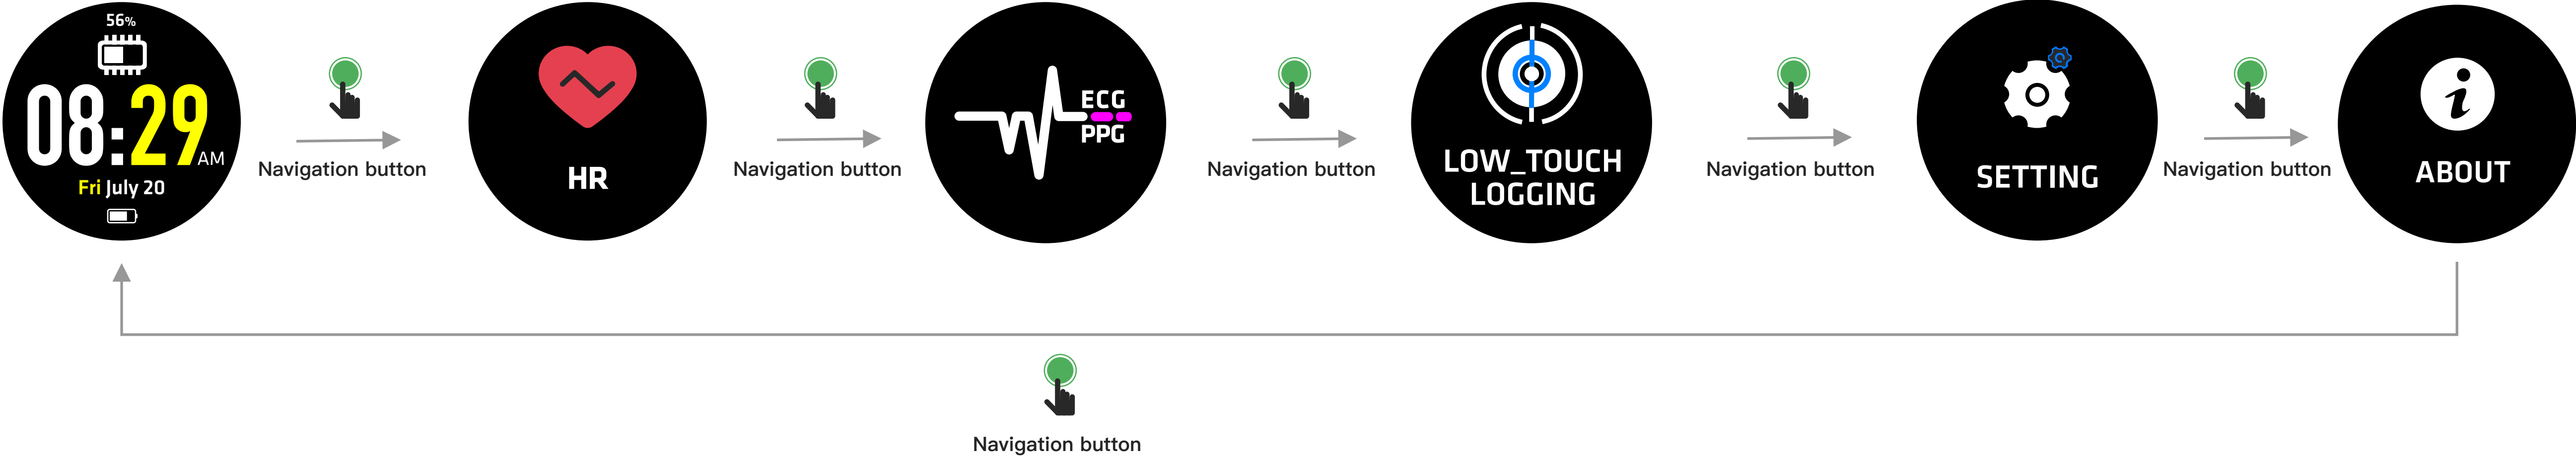 56%
08:29 AM
Fri July 20
Navigation button
HR
Navigation button
ECG
PPG
Navigation button
LOW_TOUCH
LOGGING
Navigation button
SETTING
Navigation button
ABOUT
Navigation button